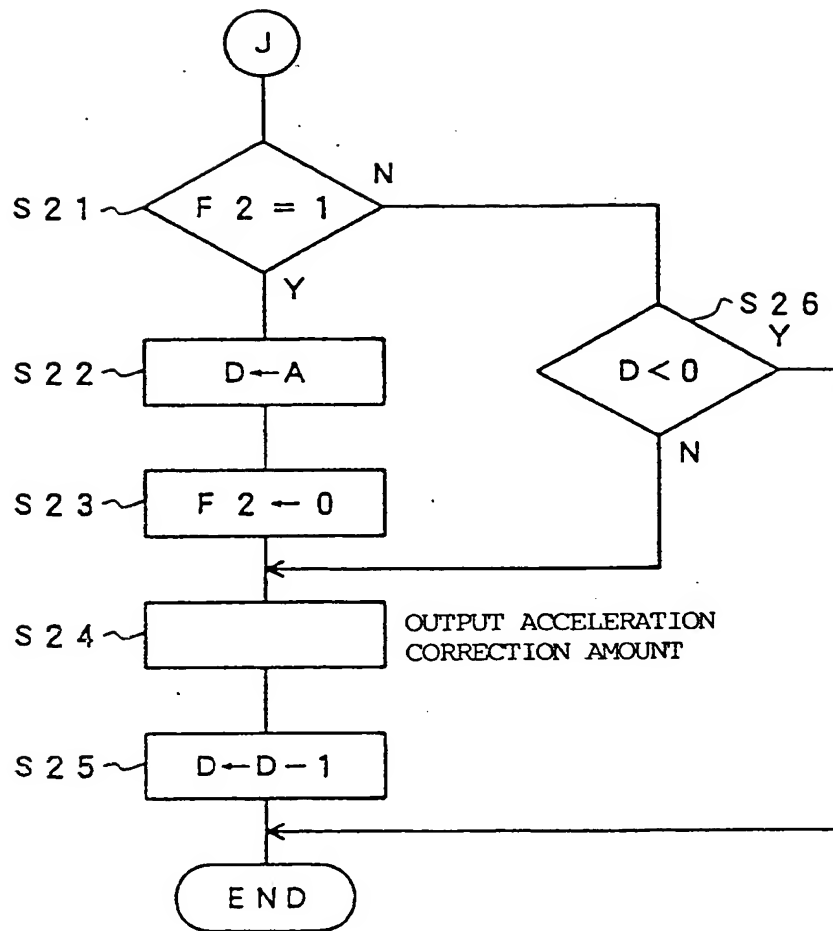 J
N
S21
F2=1
Y
S26
Y
S22
D←A
D<0
N
S23
F2←0
S24
OUTPUT ACCELERATION
CORRECTION AMOUNT
S25
D←D-1
END